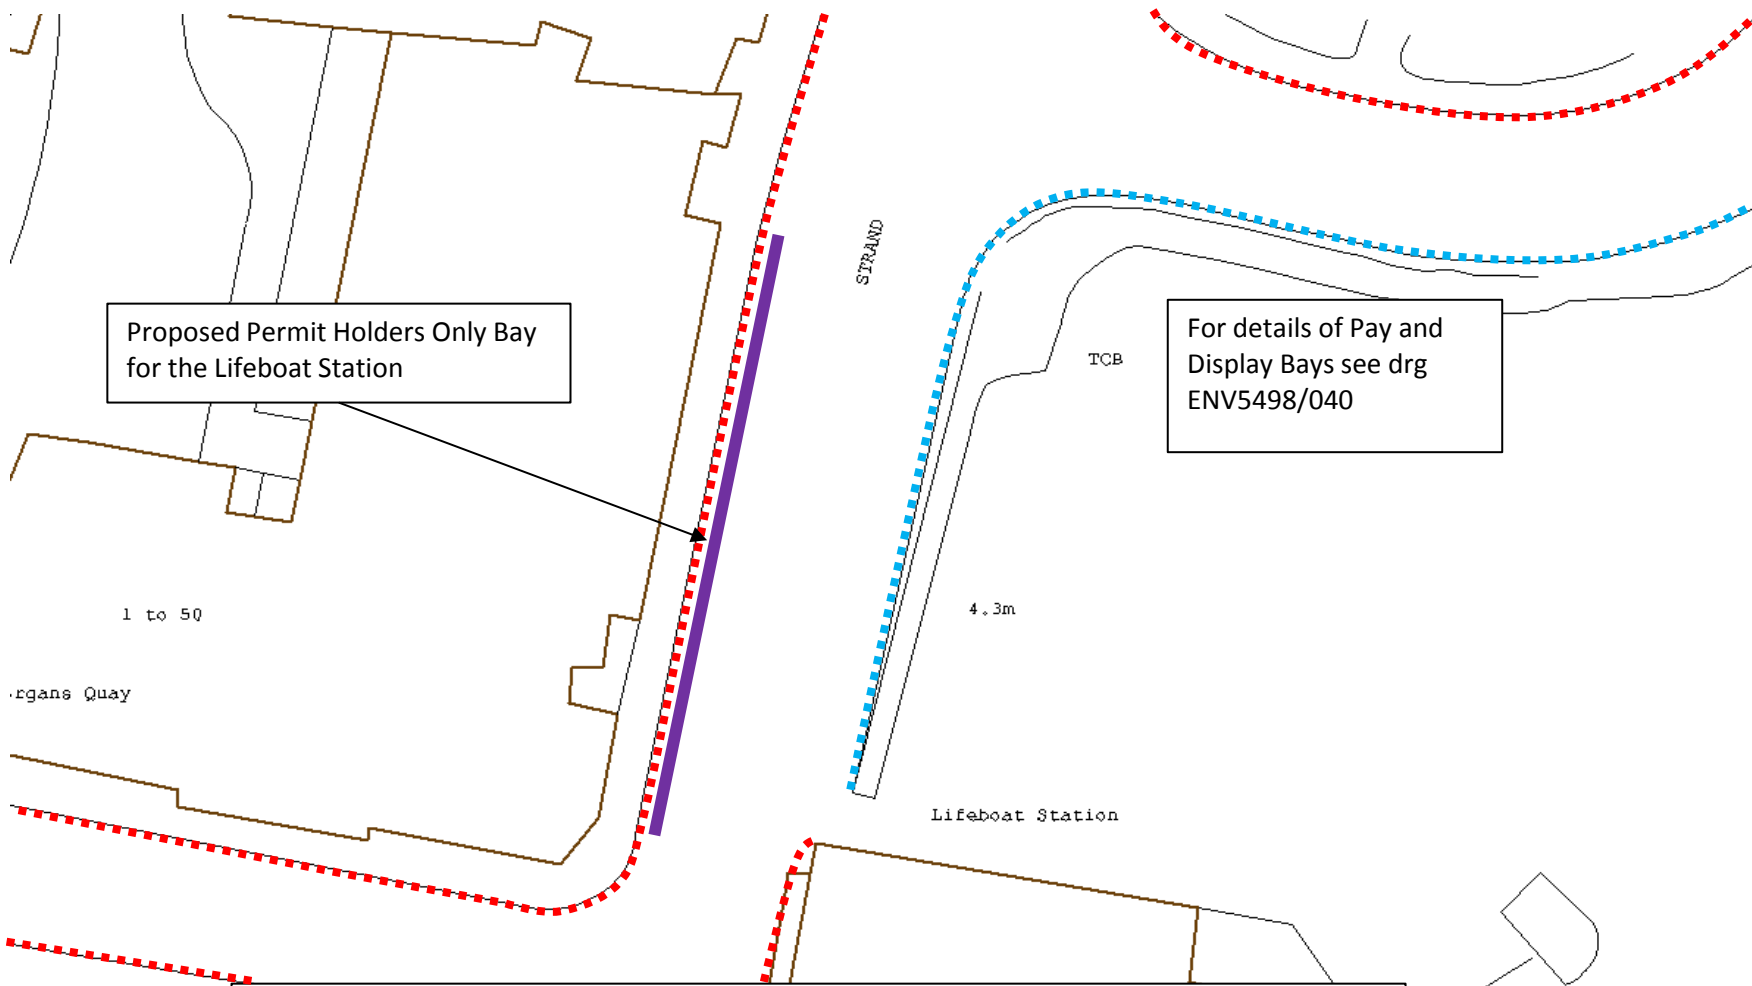 STRAND
Proposed Permit Holders Only Bay
for the Lifeboat Station
For details of Pay and
Display Bays see drg
ENV5498/040
TCB
1 to 50
4.3m
rgans Quay
Lifeboat Station